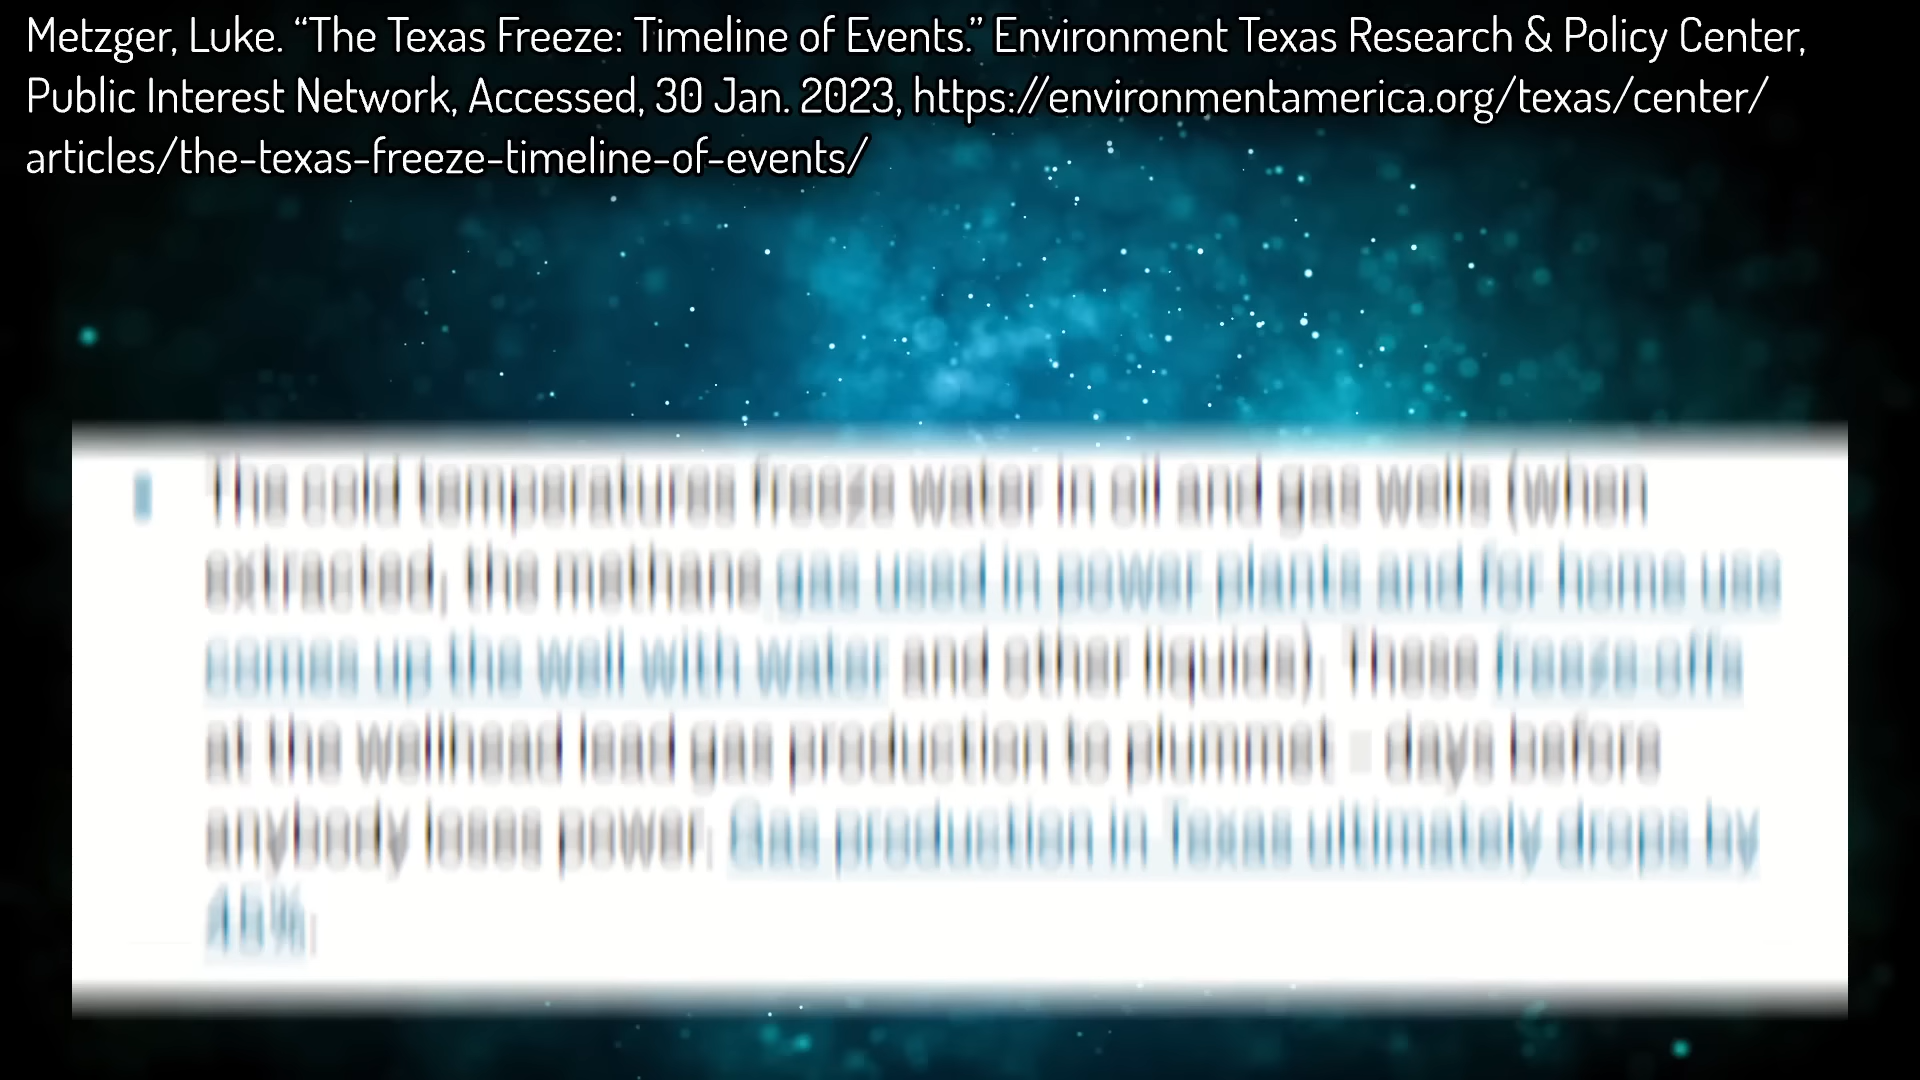 Metzger, Luke. “The Texas Freeze: Timeline of Events.” Environment Texas Research & Policy Center,
Public Interest Network, Accessed, 30 Jan. 2023, https://environmentamerica.org/texas/center/
articles/the-texas-freeze-timeline-of-events/
The cold temperatures freeze water in oil and gas wells (when
extracted, the methane gas used in power plants and for home use
comes up the well with water and other liquids). These freeze-offs
at the wellhead lead gas production to plummet - days before
anybody loses power. Gas production in Texas ultimately drops by